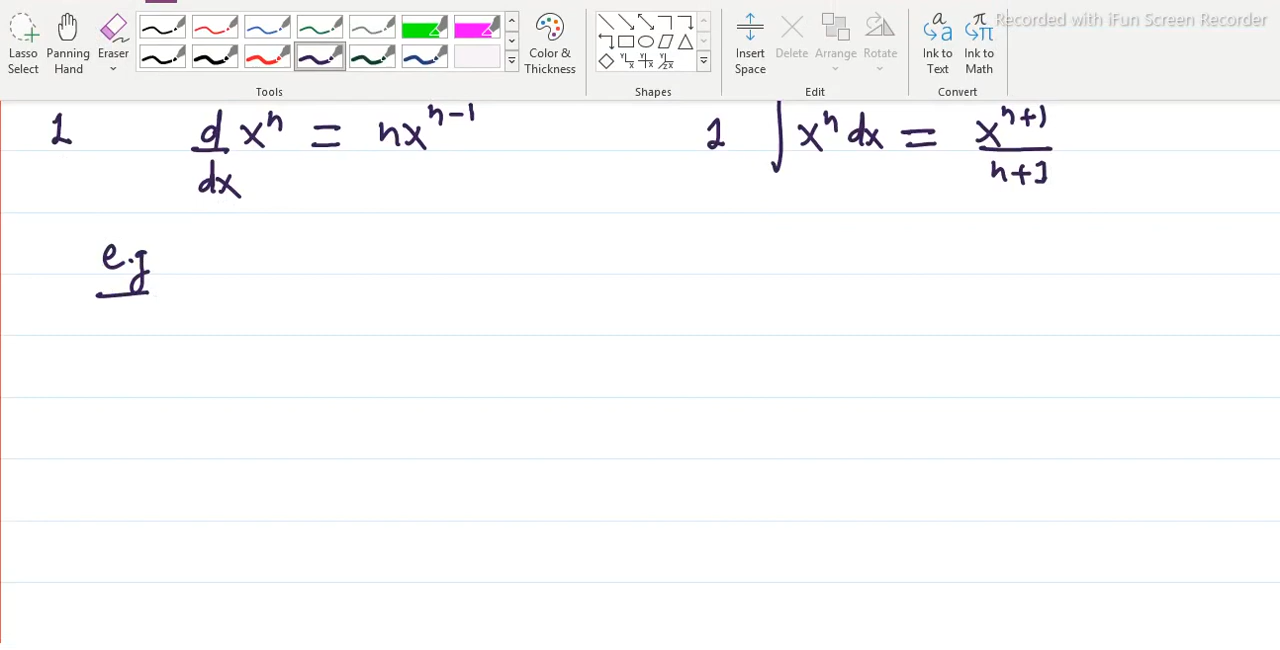 Recorded with iFun Screen Recorder
Lasso Select
Panning Hand
Eraser
Color & Thickness
Insert Space
Delete
Arrange
Rotate
Ink to Text
Ink to Math
Tools
Shapes
Edit
Convert
1 d/dx xⁿ = nxⁿ⁻¹
1 ∫ xⁿ dx = xⁿ⁺¹/n+1
e.g